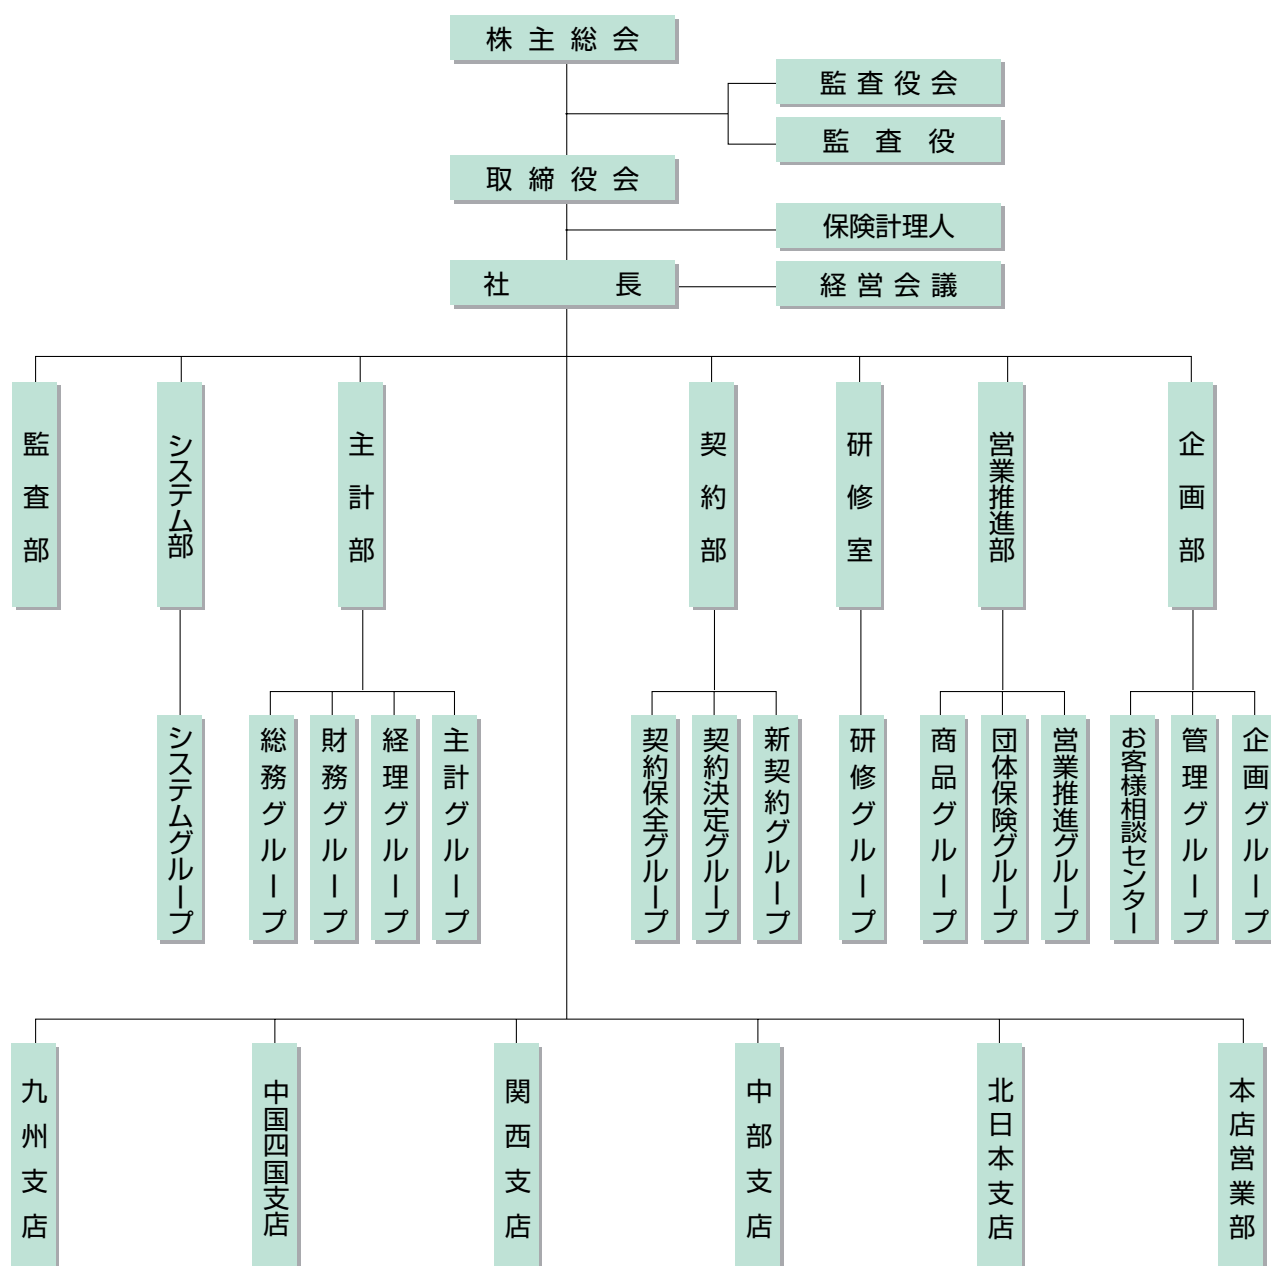 株主総会
監査役会
監査役
取締役会
保険計理人
社長
経営会議
監査部
システム部
主計部
契約部
研修室
営業推進部
企画部
システムグループ
総務グループ
財務グループ
経理グループ
主計グループ
契約保全グループ
契約決定グループ
新契約グループ
研修グループ
商品グループ
団体保険グループ
営業推進グループ
お客様相談センター
管理グループ
企画グループ
九州支店
中国四国支店
関西支店
中部支店
北日本支店
本店営業部